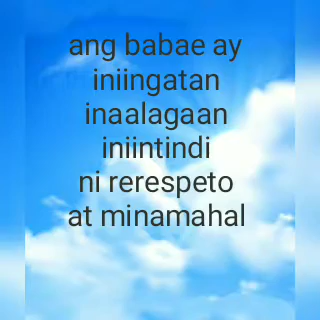 ang babae ay
iniingatan
inaalagaan
iniintindi
ni rerespeto
at minamahal